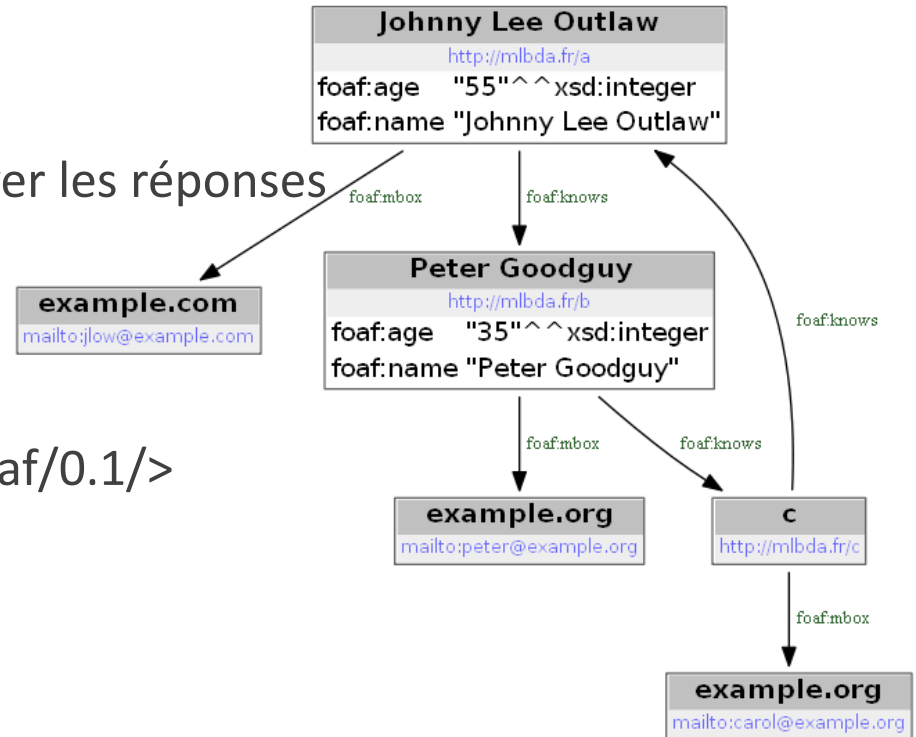 Johnny Lee Outlaw
http://mlbda.fr/a
foaf:age "55"^^xsd:integer
foaf:name "Johnny Lee Outlaw"
er les réponses
foaf:mbox
foaf:knows
Peter Goodguy
http://mlbda.fr/b
foaf:age "35"^^xsd:integer
foaf:name "Peter Goodguy"
example.com
mailto:jlow@example.com
foaf:knows
foaf:mbox
foaf:knows
af/0.1/>
example.org
mailto:peter@example.org
c
http://mlbda.fr/c
foaf:mbox
example.org
mailto:carol@example.org